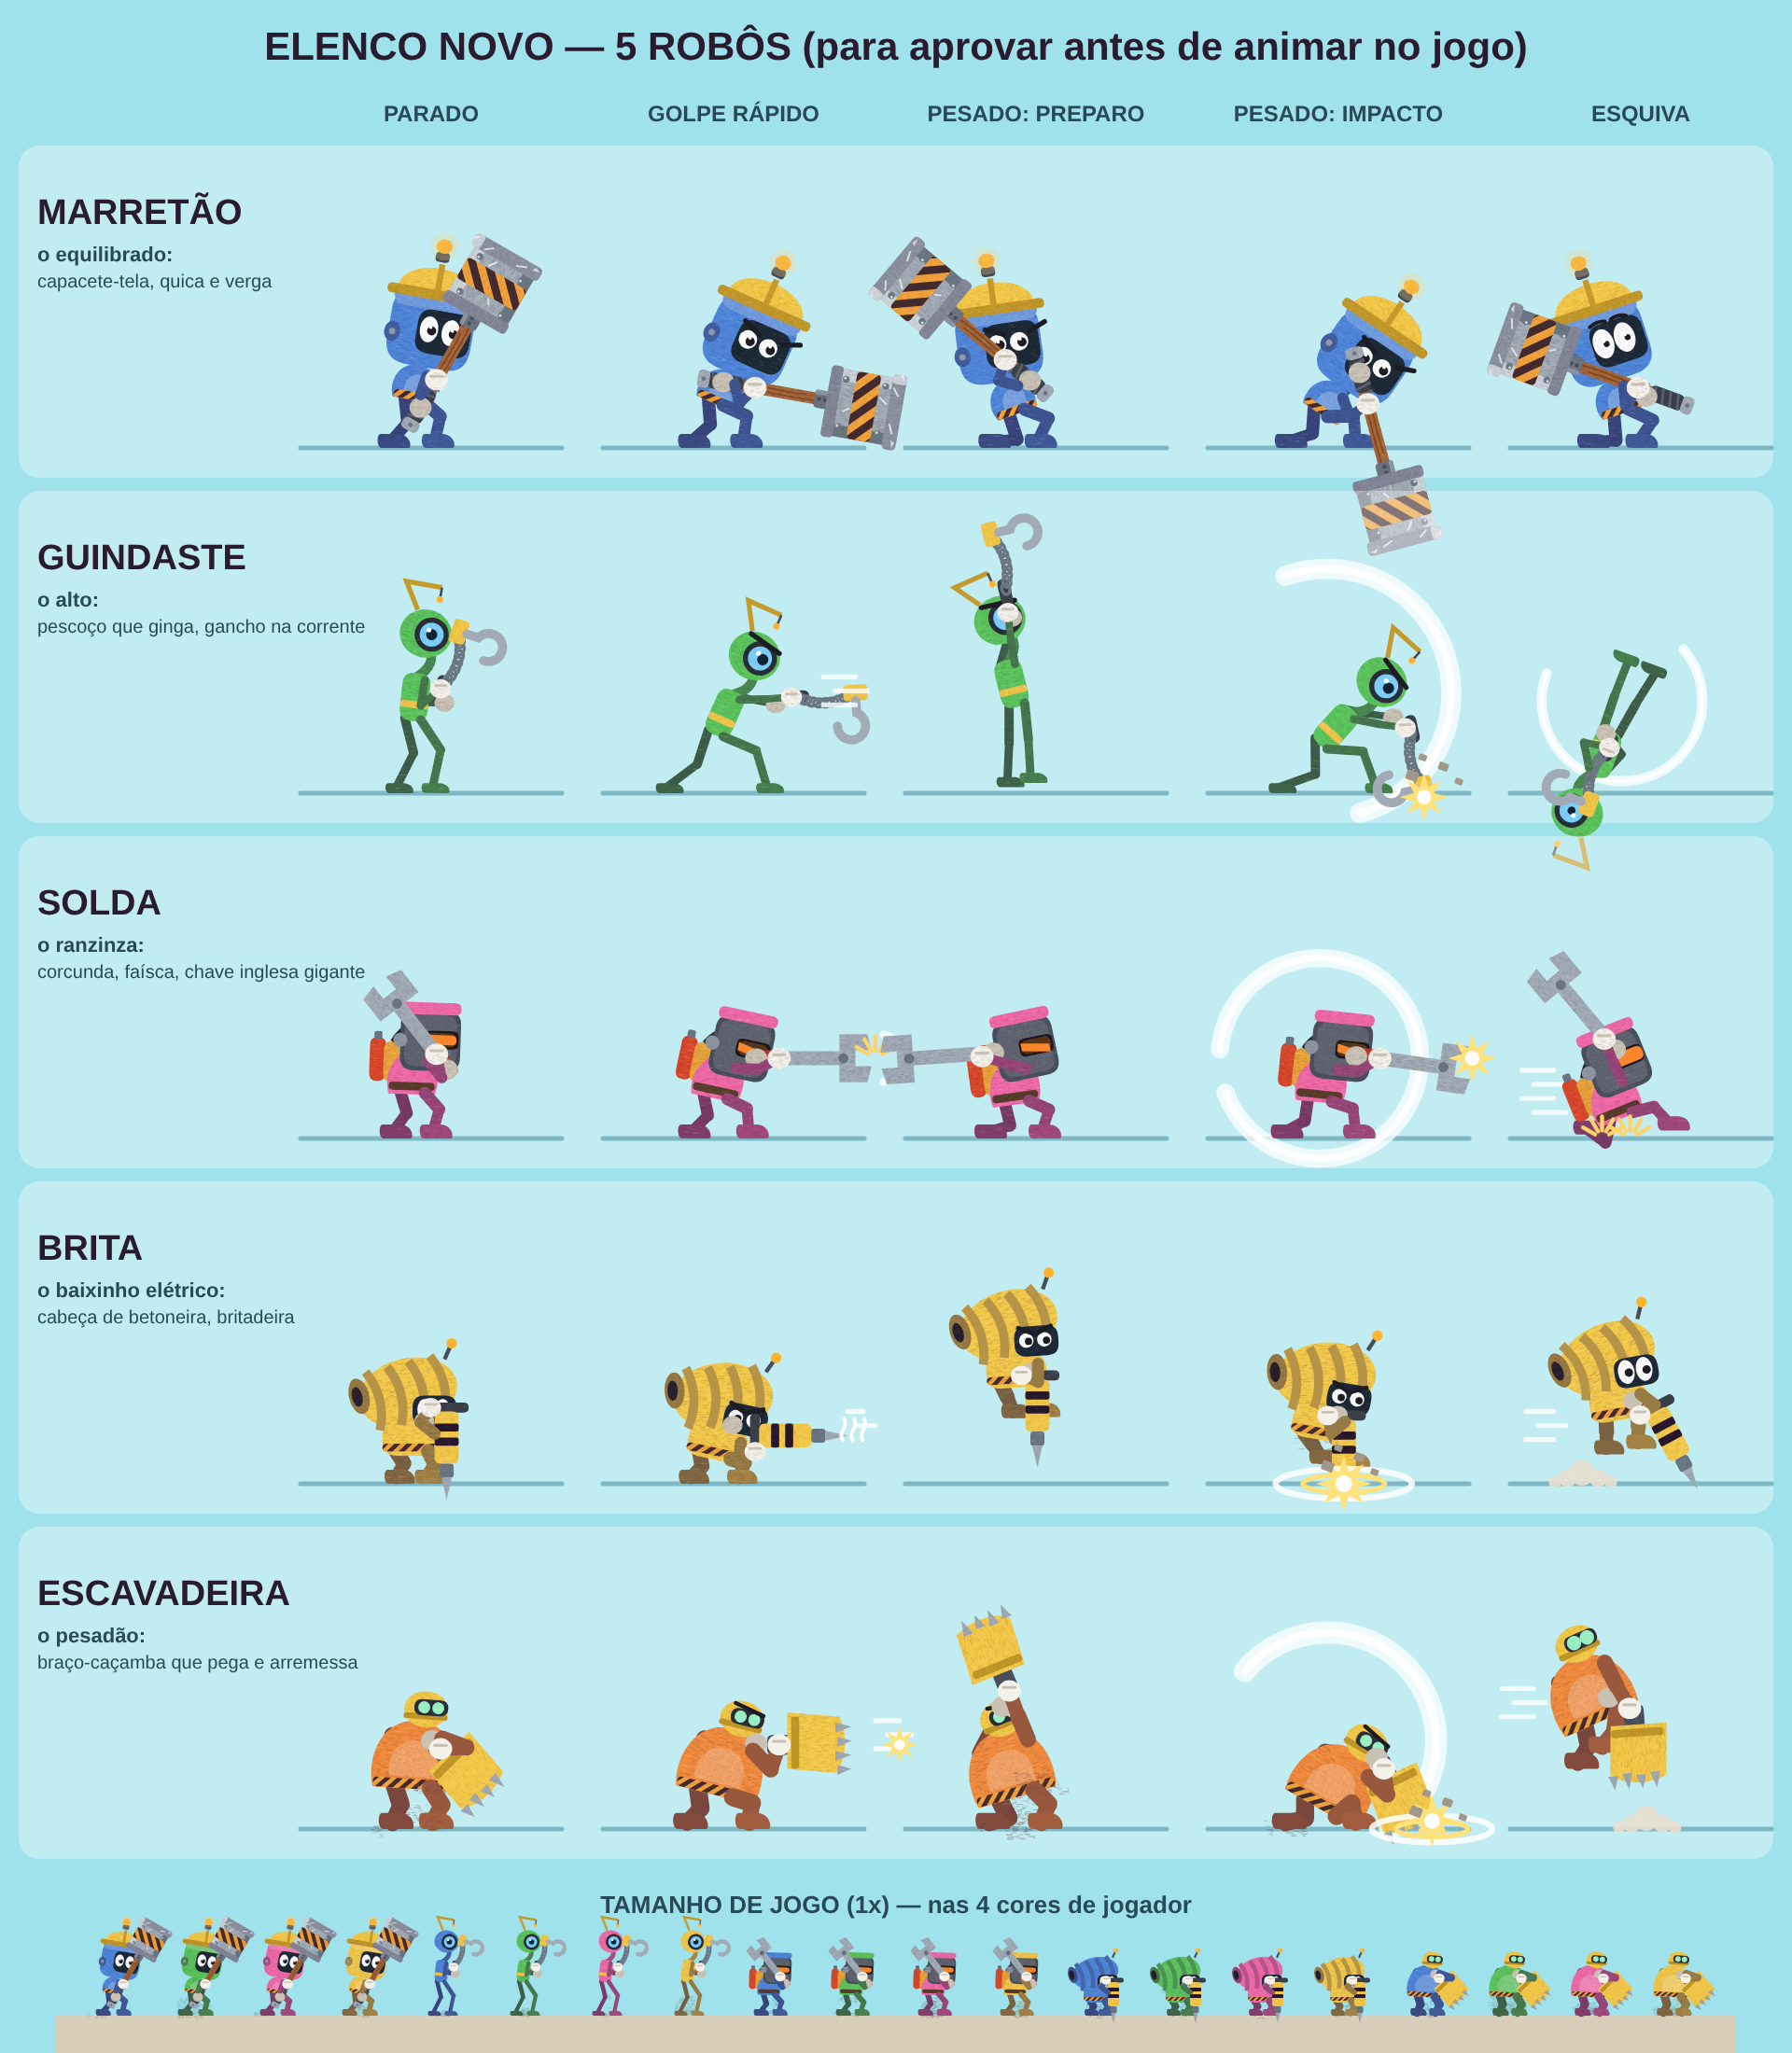 ELENCO NOVO — 5 ROBÔS (para aprovar antes de animar no jogo)
PARADO
GOLPE RÁPIDO
PESADO: PREPARO
PESADO: IMPACTO
ESQUIVA
MARRETÃO
o equilibrado:
capacete-tela, quica e verga
GUINDASTE
o alto:
pescoço que ginga, gancho na corrente
SOLDA
o ranzinza:
corcunda, faísca, chave inglesa gigante
BRITA
o baixinho elétrico:
cabeça de betoneira, britadeira
ESCAVADEIRA
o pesadão:
braço-caçamba que pega e arremessa
TAMANHO DE JOGO (1x) — nas 4 cores de jogador